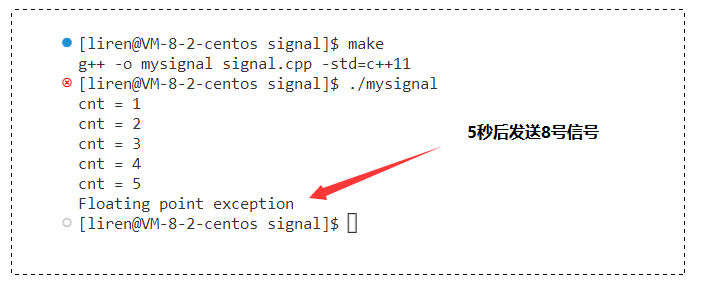 [liren@VM-8-2-centos signal]$ make
g++ -o mysignal signal.cpp -std=c++11
[liren@VM-8-2-centos signal]$ ./mysignal
cnt = 1
cnt = 2
cnt = 3
cnt = 4
cnt = 5
Floating point exception
[liren@VM-8-2-centos signal]$
5秒后发送8号信号